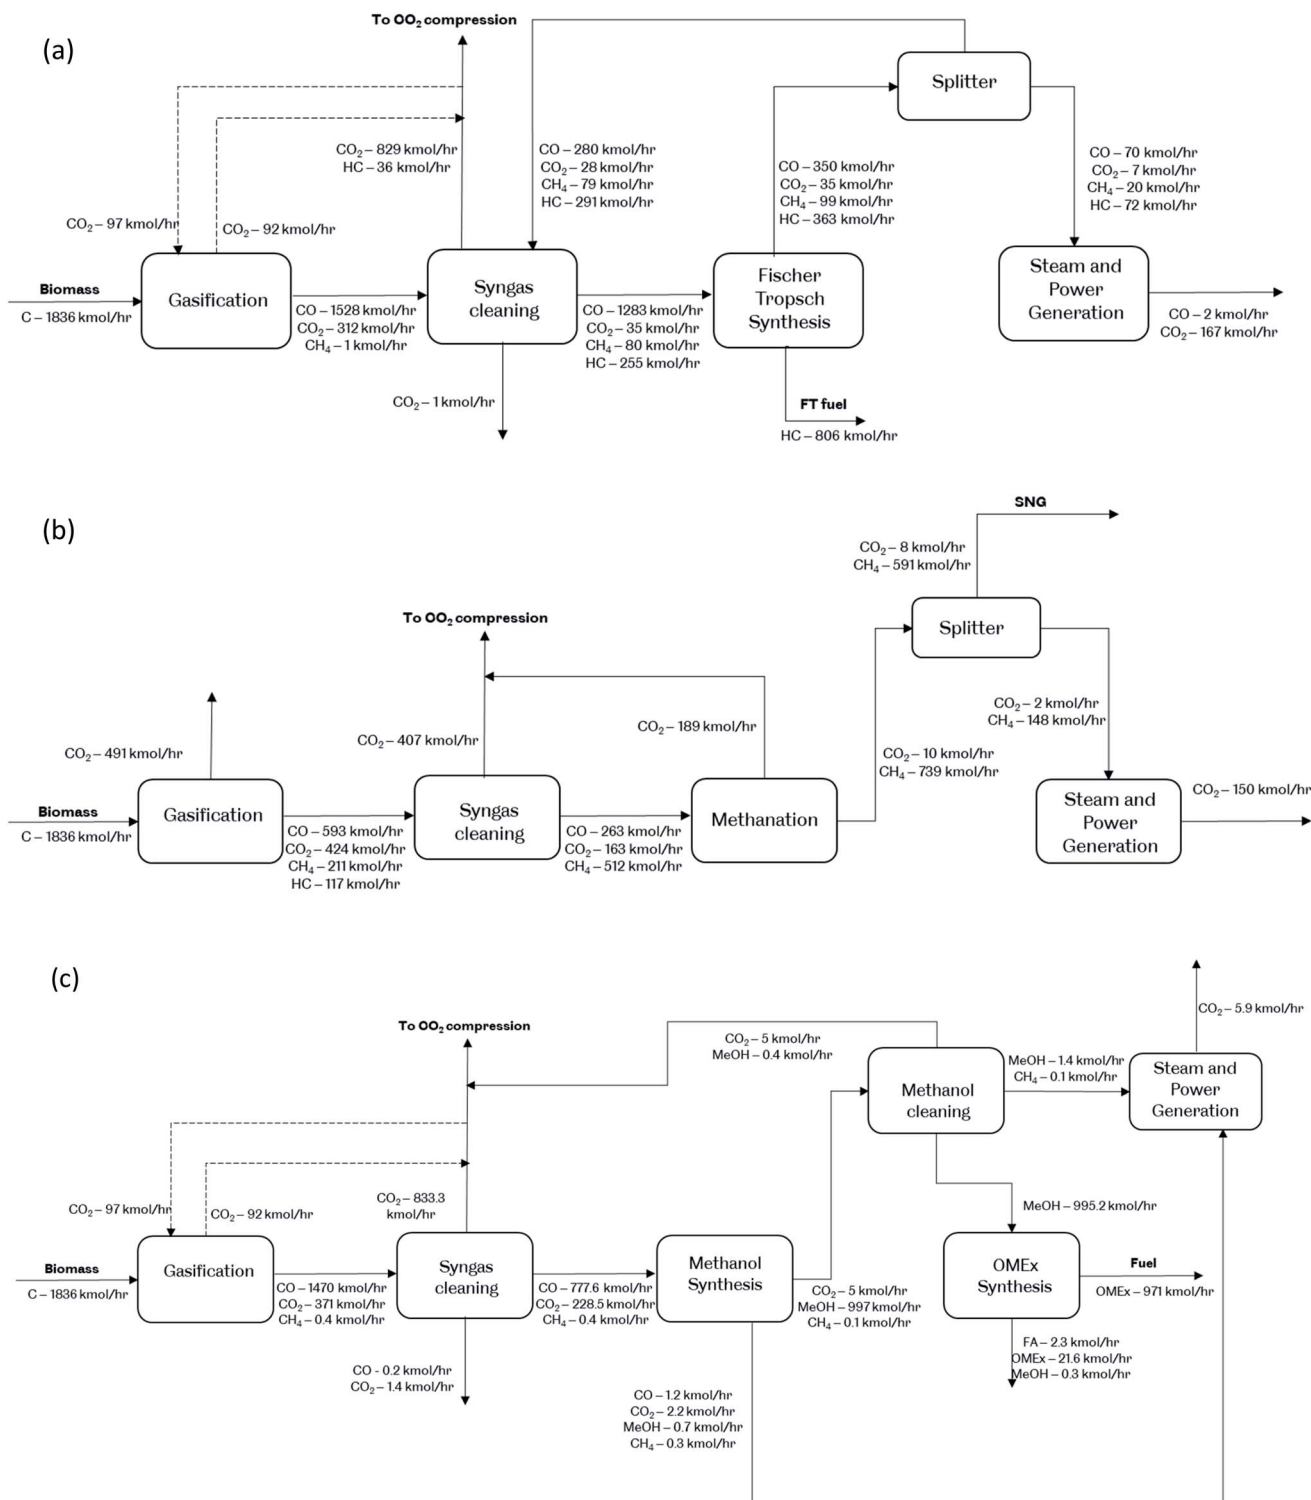 (a)
To OO₂ compression
Splitter
CO₂ – 829 kmol/hr
HC – 36 kmol/hr
CO – 280 kmol/hr
CO₂ – 28 kmol/hr
CH₄ – 79 kmol/hr
HC – 291 kmol/hr
CO – 350 kmol/hr
CO₂ – 35 kmol/hr
CH₄ – 99 kmol/hr
HC – 363 kmol/hr
CO – 70 kmol/hr
CO₂ – 7 kmol/hr
CH₄ – 20 kmol/hr
HC – 72 kmol/hr
CO₂ – 97 kmol/hr
CO₂ – 92 kmol/hr
Biomass
C – 1836 kmol/hr
Gasification
CO – 1528 kmol/hr
CO₂ – 312 kmol/hr
CH₄ – 1 kmol/hr
Syngas
cleaning
CO – 1283 kmol/hr
CO₂ – 35 kmol/hr
CH₄ – 80 kmol/hr
HC – 255 kmol/hr
Fischer
Tropsch
Synthesis
Steam and
Power
Generation
CO – 2 kmol/hr
CO₂ – 167 kmol/hr
CO₂ – 1 kmol/hr
FT fuel
HC – 806 kmol/hr
(b)
SNG
CO₂ – 8 kmol/hr
CH₄ – 591 kmol/hr
To OO₂ compression
Splitter
CO₂ – 491 kmol/hr
CO₂ – 407 kmol/hr
CO₂ – 189 kmol/hr
CO₂ – 10 kmol/hr
CH₄ – 739 kmol/hr
CO₂ – 2 kmol/hr
CH₄ – 148 kmol/hr
Biomass
C – 1836 kmol/hr
Gasification
CO – 593 kmol/hr
CO₂ – 424 kmol/hr
CH₄ – 211 kmol/hr
HC – 117 kmol/hr
Syngas
cleaning
CO – 263 kmol/hr
CO₂ – 163 kmol/hr
CH₄ – 512 kmol/hr
Methanation
Steam and
Power
Generation
CO₂ – 150 kmol/hr
(c)
To OO₂ compression
CO₂ – 5 kmol/hr
MeOH – 0.4 kmol/hr
Methanol
cleaning
MeOH – 1.4 kmol/hr
CH₄ – 0.1 kmol/hr
CO₂ – 5.9 kmol/hr
Steam and
Power
Generation
CO₂ – 97 kmol/hr
CO₂ – 92 kmol/hr
CO₂ – 833.3
kmol/hr
MeOH – 995.2 kmol/hr
Biomass
C – 1836 kmol/hr
Gasification
CO – 1470 kmol/hr
CO₂ – 371 kmol/hr
CH₄ – 0.4 kmol/hr
Syngas
cleaning
CO – 777.6 kmol/hr
CO₂ – 228.5 kmol/hr
CH₄ – 0.4 kmol/hr
Methanol
Synthesis
CO₂ – 5 kmol/hr
MeOH – 997 kmol/hr
CH₄ – 0.1 kmol/hr
OMEx
Synthesis
Fuel
OMEx – 971 kmol/hr
CO - 0.2 kmol/hr
CO₂ – 1.4 kmol/hr
CO – 1.2 kmol/hr
CO₂ – 2.2 kmol/hr
MeOH – 0.7 kmol/hr
CH₄ – 0.3 kmol/hr
FA – 2.3 kmol/hr
OMEx – 21.6 kmol/hr
MeOH – 0.3 kmol/hr